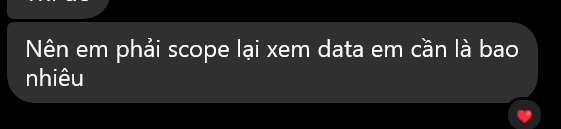 Nên em phải scope lại xem data em cần là bao
nhiêu